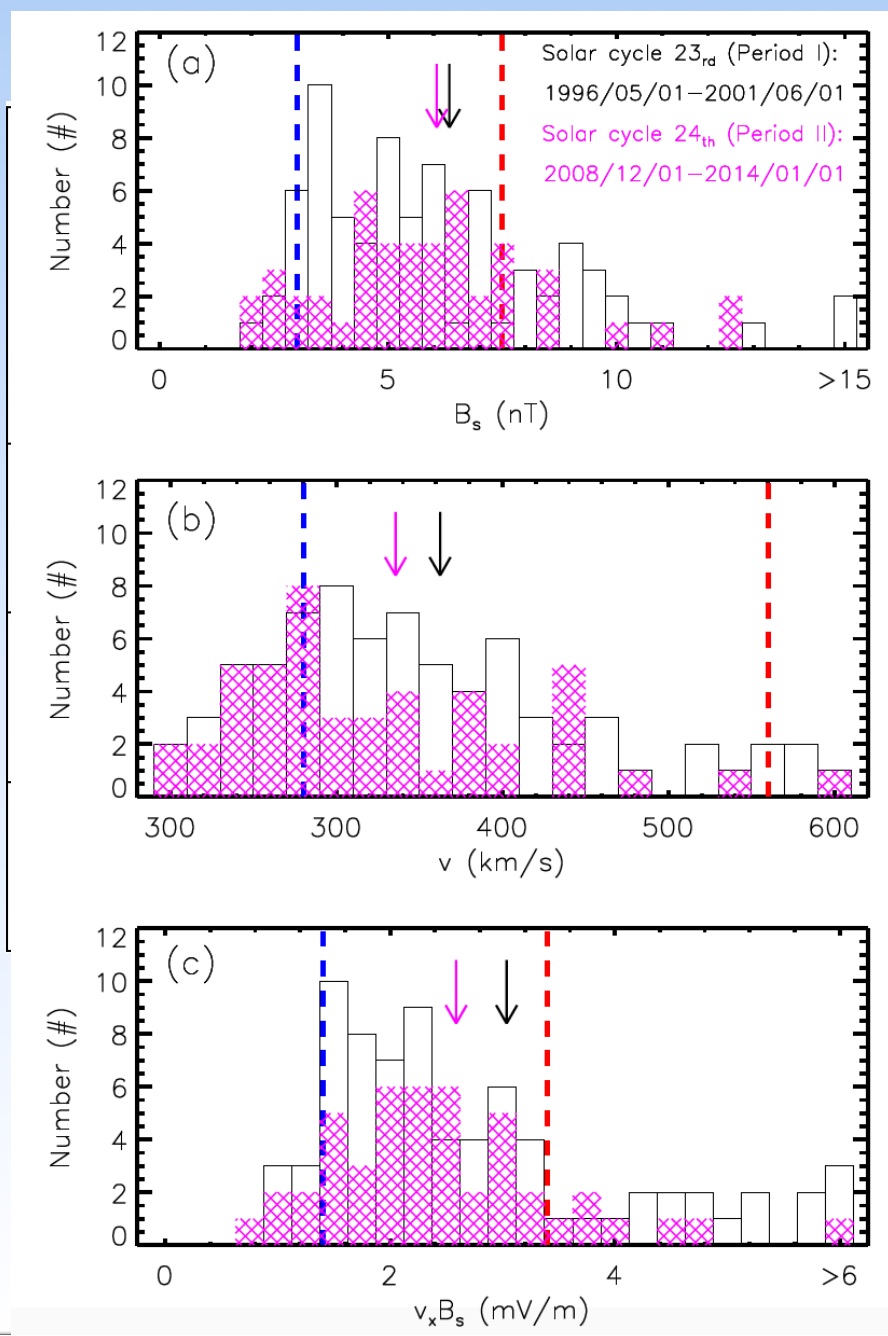 (a)
Solar cycle 23rd (Period I):
1996/05/01-2001/06/01
Solar cycle 24th (Period II):
2008/12/01-2014/01/01
Number (#)
12
10
8
6
4
2
0
0 5 10 >15
Bs (nT)
(b)
Number (#)
12
10
8
6
4
2
0
300 300 400 500 600
v (km/s)
(c)
Number (#)
12
10
8
6
4
2
0
0 2 4 >6
vxBs (mV/m)